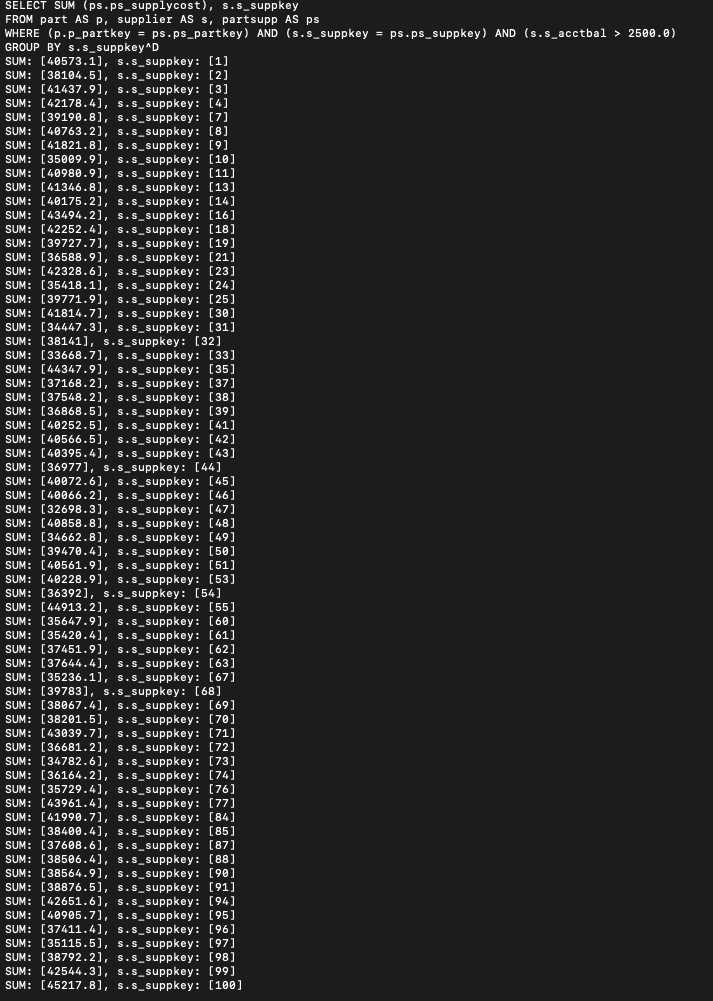 SELECT SUM (ps.ps_supplycost), s.s_suppkey
FROM part AS p, supplier AS s, partsupp AS ps
WHERE (p.p_partkey = ps.ps_partkey) AND (s.s_suppkey = ps.ps_suppkey) AND (s.s_acctbal > 2500.0)
GROUP BY s.s_suppkey^D
SUM: [40573.1], s.s_suppkey: [1]
SUM: [38104.5], s.s_suppkey: [2]
SUM: [41437.9], s.s_suppkey: [3]
SUM: [42178.4], s.s_suppkey: [4]
SUM: [39190.8], s.s_suppkey: [7]
SUM: [40763.2], s.s_suppkey: [8]
SUM: [41821.8], s.s_suppkey: [9]
SUM: [35009.9], s.s_suppkey: [10]
SUM: [40980.9], s.s_suppkey: [11]
SUM: [41346.8], s.s_suppkey: [13]
SUM: [40175.2], s.s_suppkey: [14]
SUM: [43494.2], s.s_suppkey: [16]
SUM: [42252.4], s.s_suppkey: [18]
SUM: [39727.7], s.s_suppkey: [19]
SUM: [36588.9], s.s_suppkey: [21]
SUM: [42328.6], s.s_suppkey: [23]
SUM: [35418.1], s.s_suppkey: [24]
SUM: [39771.9], s.s_suppkey: [25]
SUM: [41814.7], s.s_suppkey: [30]
SUM: [34447.3], s.s_suppkey: [31]
SUM: [38141], s.s_suppkey: [32]
SUM: [33668.7], s.s_suppkey: [33]
SUM: [44347.9], s.s_suppkey: [35]
SUM: [37168.2], s.s_suppkey: [37]
SUM: [37548.2], s.s_suppkey: [38]
SUM: [36868.5], s.s_suppkey: [39]
SUM: [40252.5], s.s_suppkey: [41]
SUM: [40566.5], s.s_suppkey: [42]
SUM: [40395.4], s.s_suppkey: [43]
SUM: [36977], s.s_suppkey: [44]
SUM: [40072.6], s.s_suppkey: [45]
SUM: [40066.2], s.s_suppkey: [46]
SUM: [32698.3], s.s_suppkey: [47]
SUM: [40858.8], s.s_suppkey: [48]
SUM: [34662.8], s.s_suppkey: [49]
SUM: [39470.4], s.s_suppkey: [50]
SUM: [40561.9], s.s_suppkey: [51]
SUM: [40228.9], s.s_suppkey: [53]
SUM: [36392], s.s_suppkey: [54]
SUM: [44913.2], s.s_suppkey: [55]
SUM: [35647.9], s.s_suppkey: [60]
SUM: [35420.4], s.s_suppkey: [61]
SUM: [37451.9], s.s_suppkey: [62]
SUM: [37644.4], s.s_suppkey: [63]
SUM: [35236.1], s.s_suppkey: [67]
SUM: [39783], s.s_suppkey: [68]
SUM: [38067.4], s.s_suppkey: [69]
SUM: [38201.5], s.s_suppkey: [70]
SUM: [43039.7], s.s_suppkey: [71]
SUM: [36681.2], s.s_suppkey: [72]
SUM: [34782.6], s.s_suppkey: [73]
SUM: [36164.2], s.s_suppkey: [74]
SUM: [35729.4], s.s_suppkey: [76]
SUM: [43961.4], s.s_suppkey: [77]
SUM: [41990.7], s.s_suppkey: [84]
SUM: [38400.4], s.s_suppkey: [85]
SUM: [37608.6], s.s_suppkey: [87]
SUM: [38506.4], s.s_suppkey: [88]
SUM: [38564.9], s.s_suppkey: [90]
SUM: [38876.5], s.s_suppkey: [91]
SUM: [42651.6], s.s_suppkey: [94]
SUM: [40905.7], s.s_suppkey: [95]
SUM: [37411.4], s.s_suppkey: [96]
SUM: [35115.5], s.s_suppkey: [97]
SUM: [38792.2], s.s_suppkey: [98]
SUM: [42544.3], s.s_suppkey: [99]
SUM: [45217.8], s.s_suppkey: [100]